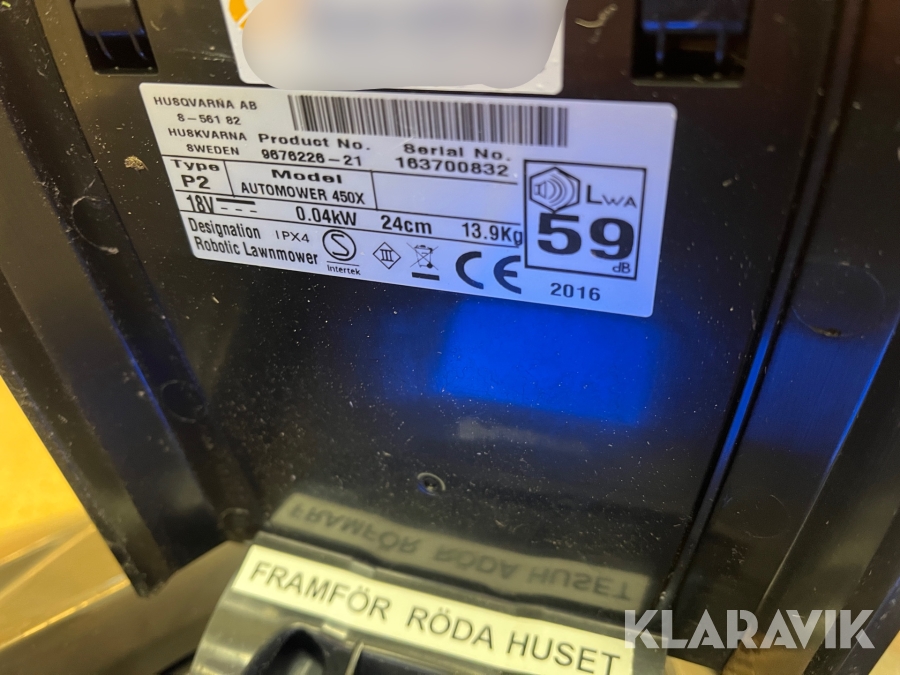 HUSQVARNA AB
S-561 82
HUSKVARNA
SWEDEN
Product No.
9676226-21
Serial No.
163700832
Type
P2
Model
AUTOMOWER 450X
18V
0.04kW
24cm
13.9Kg
Designation
Robotic Lawnmower
IPX4
S
Intertek
III
CE
LWA
59
dB
2016
FRAMFÖR RÖDA HUSET
FRAMFÖR RÖDA HUSET
KLARAVIK